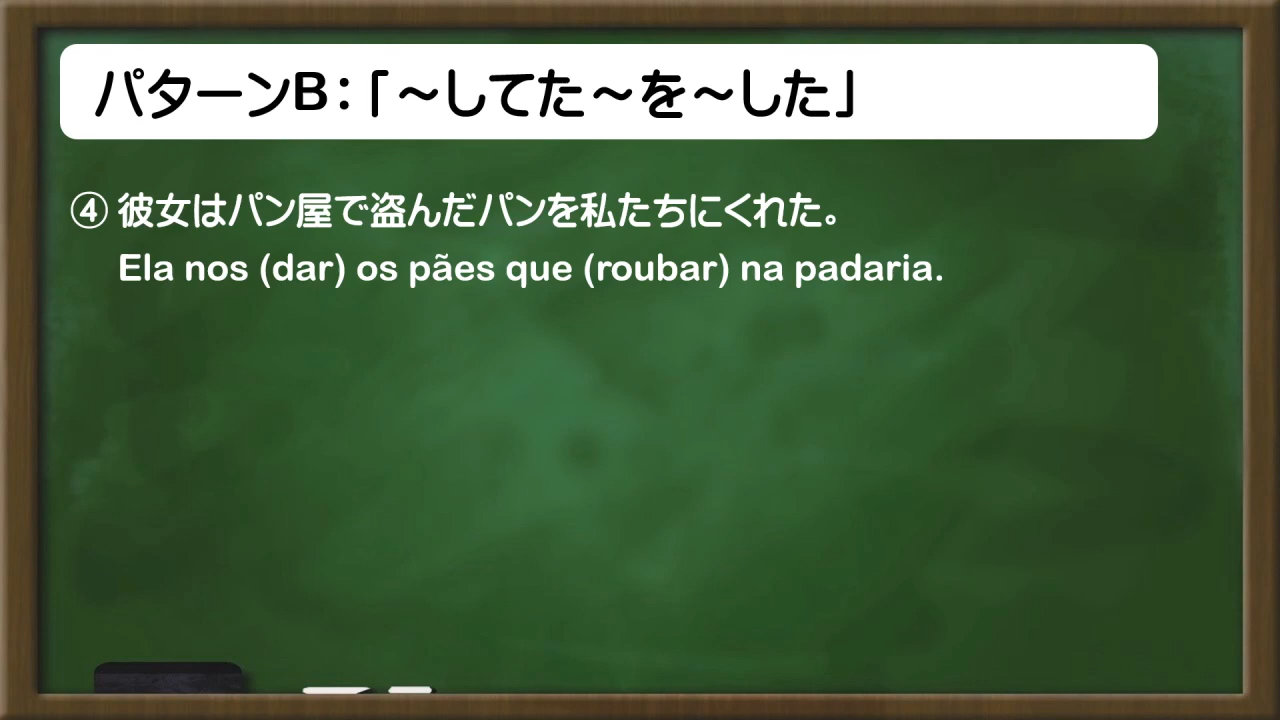 パターンB：「～してた～を～した」
④ 彼女はパン屋で盗んだパンを私たちにくれた。
Ela nos (dar) os pães que (roubar) na padaria.